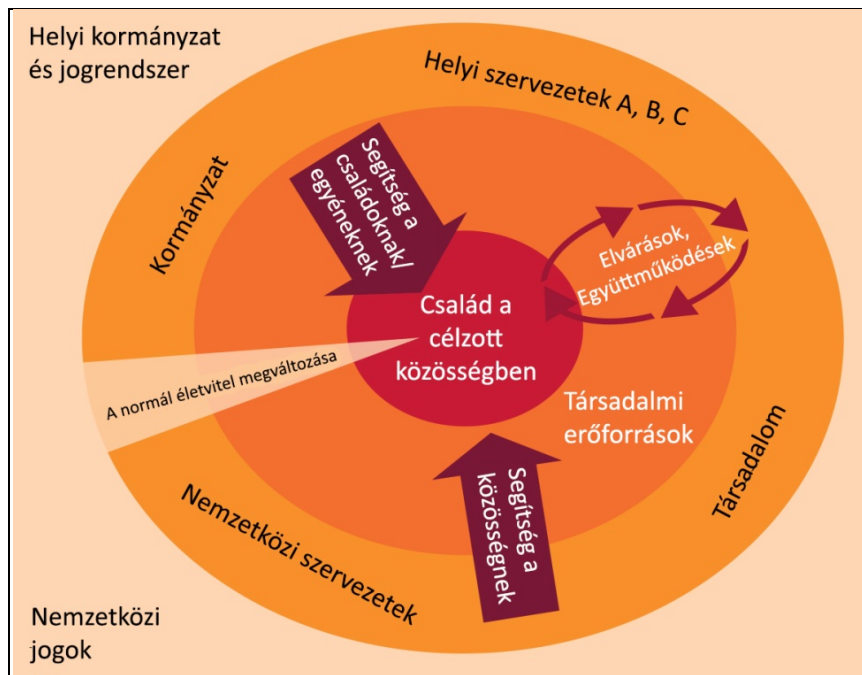 Helyi kormányzat
és jogrendszer
Helyi szervezetek A, B, C
Kormányzat
Segítség a
családoknak/
egyéneknek
Elvárások,
Együttműködések
Család a
célzott
közösségben
A normál életvitel megváltozása
Társadalmi
erőforrások
Társadalom
Segítség a
közösségnek
Nemzetközi szervezetek
Nemzetközi
jogok